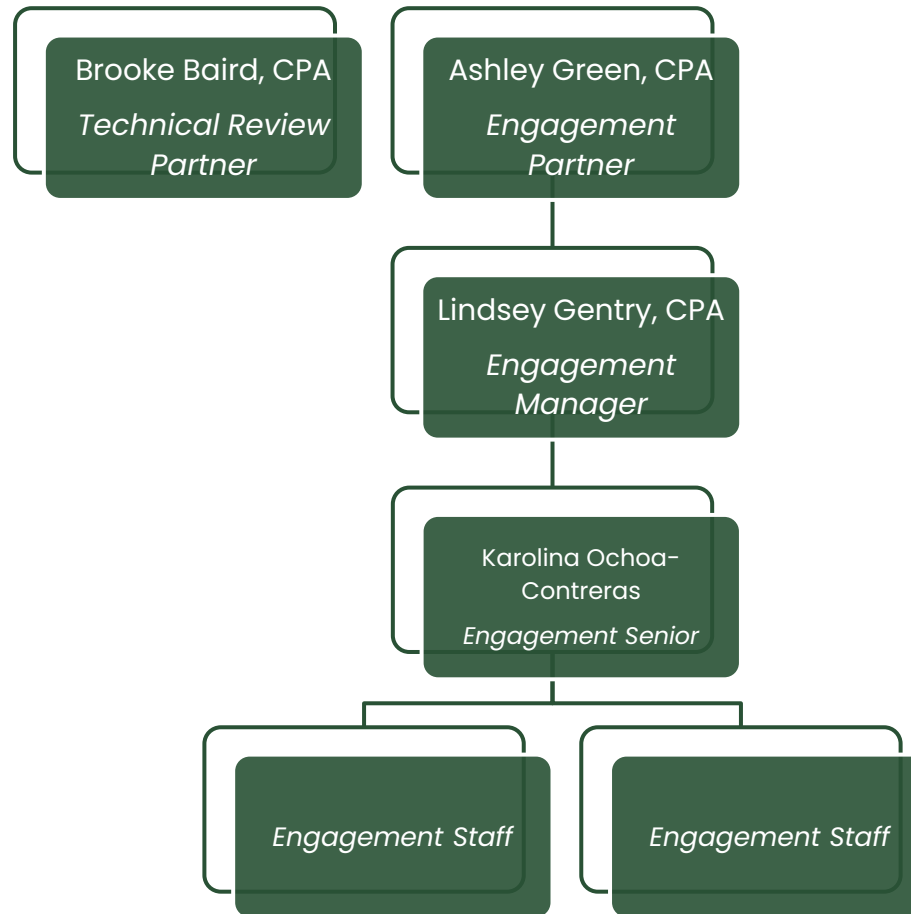 Brooke Baird, CPA
Technical Review
Partner
Ashley Green, CPA
Engagement
Partner
Lindsey Gentry, CPA
Engagement
Manager
Karolina Ochoa-
Contreras
Engagement Senior
Engagement Staff
Engagement Staff